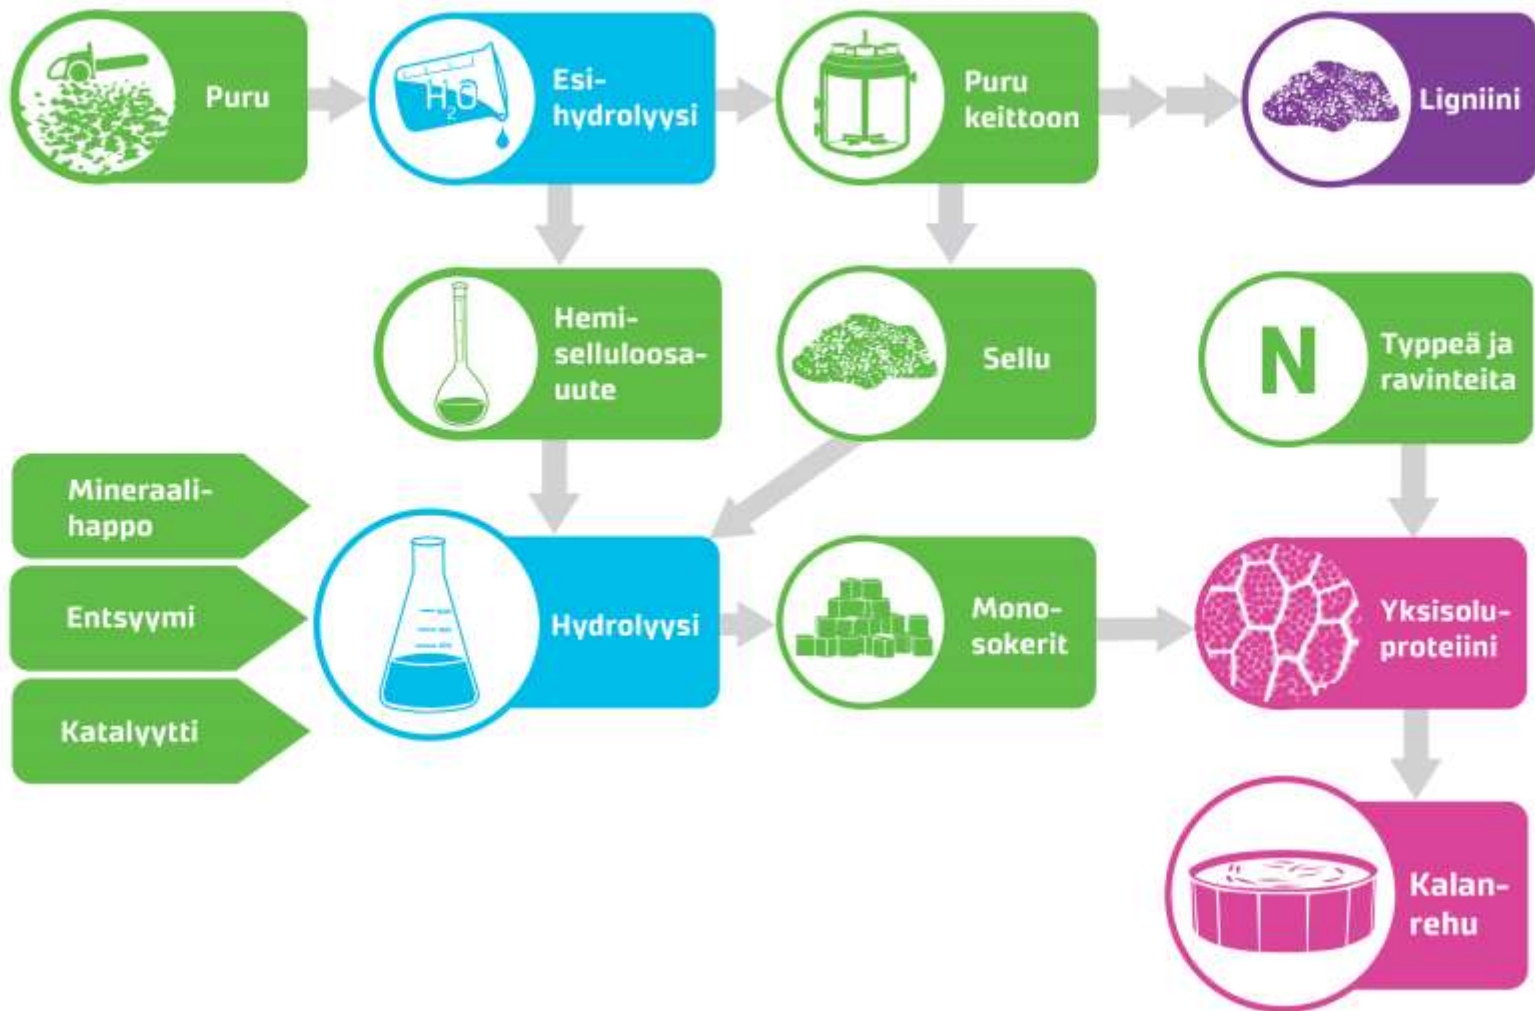 Puru
H2O
Esi-
hydrolyysi
Puru
keittoon
Ligniini
Hemi-
selluloosa-
uute
Sellu
N
Typpeä ja
ravinteita
Mineraali-
happo
Entsyymi
Katalyytti
Hydrolyysi
Mono-
sokerit
Yksisolu-
proteiini
Kalan-
rehu